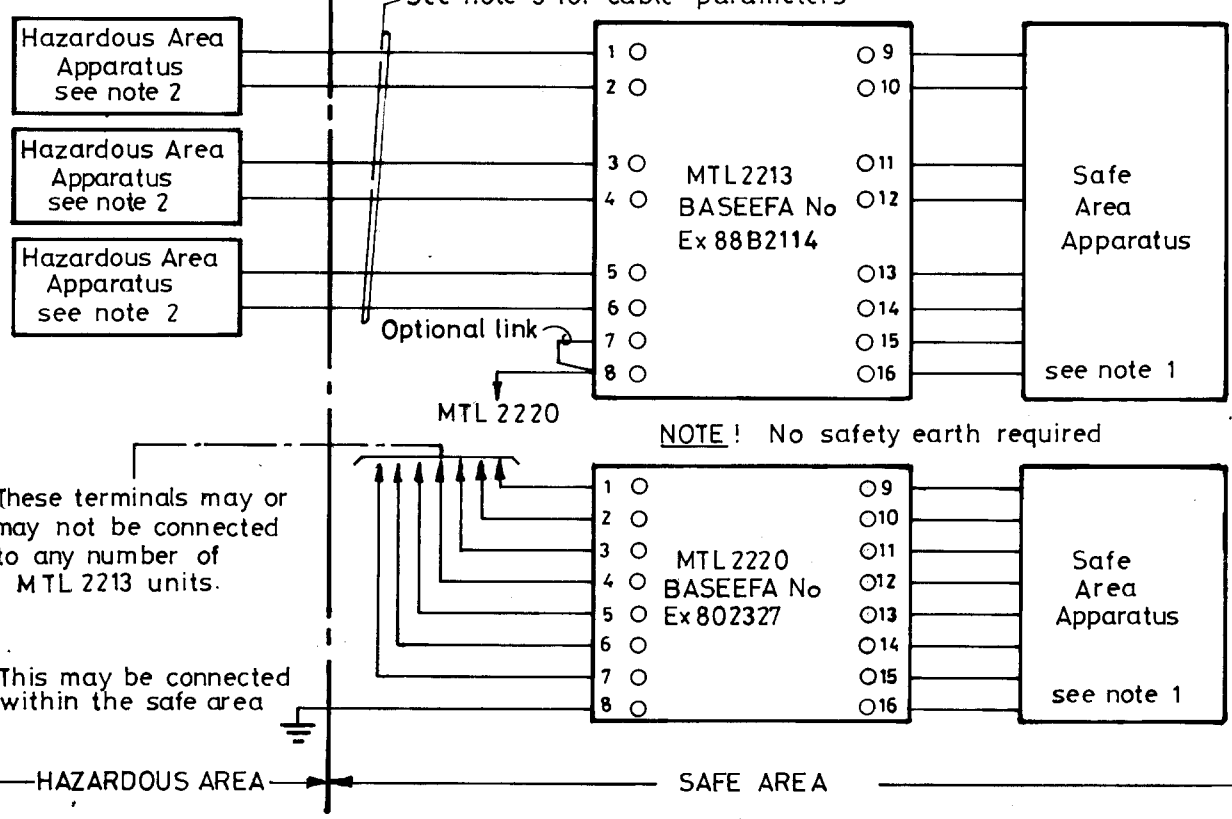 See note 3 for cable parameters
Hazardous Area
Apparatus
see note 2
Hazardous Area
Apparatus
see note 2
Hazardous Area
Apparatus
see note 2
1
2
3
4
5
6
7
8
Optional link
MTL 2220
MTL2213
BASEEFA No
Ex 88B2114
9
10
11
12
13
14
15
16
Safe
Area
Apparatus
see note 1
NOTE! No safety earth required
These terminals may or
may not be connected
to any number of
MTL 2213 units.
This may be connected
within the safe area
1
2
3
4
5
6
7
8
MTL 2220
BASEEFA No
Ex 802327
9
10
11
12
13
14
15
16
Safe
Area
Apparatus
see note 1
HAZARDOUS AREA
SAFE AREA